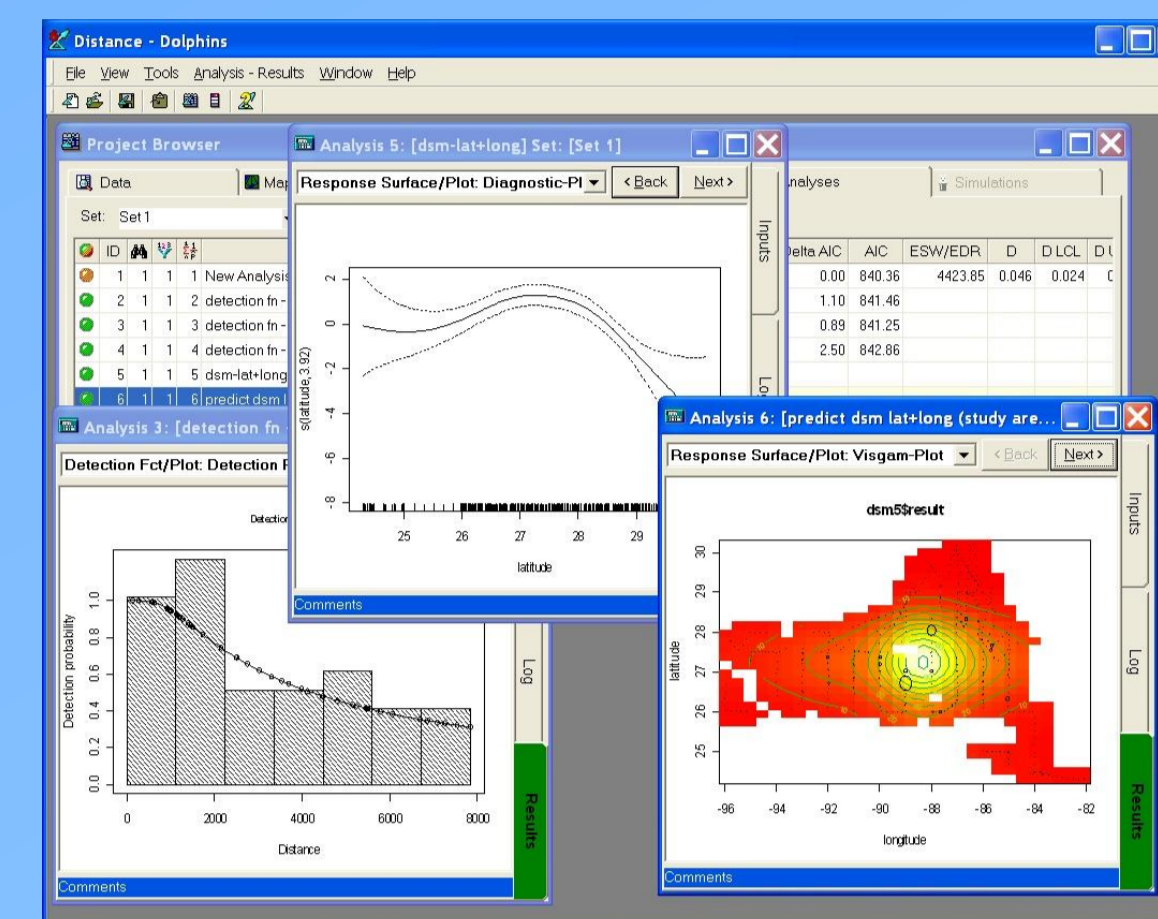 Distance - Dolphins
File View Tools Analysis - Results Window Help
Project Browser
Data Map
Set: Set 1
ID
1 1 1 New Analysis
2 1 1 2 detection fn -
3 1 1 3 detection fn -
4 1 1 4 detection fn -
5 1 1 5 dsm-lat+long
6 1 1 6 predict dsm l
Analyses Simulations
Delta AIC AIC ESW/EDR D D LCL D U
0.00 840.36 4423.85 0.046 0.024
1.10 841.46
0.89 841.25
2.50 842.86
Analysis 5: [dsm-lat+long] Set: [Set 1]
Response Surface/Plot: Diagnostic-Pl < Back Next >
Inputs
Log
2
0
-2
-4
-6
-8
s(latitude,3.92)
25 26 27 28 29
latitude
Comments
Analysis 3: [detection fn -
Detection Fct/Plot: Detection
Detection
1.0
0.8
0.6
0.4
0.2
0.0
Detection probability
0 2000 4000 6000 8000
Distance
Log
Results
Comments
Analysis 6: [predict dsm lat+long (study are...
Response Surface/Plot: Visgam-Plot < Back Next >
Inputs
Log
Results
dsm5$result
30
29
28
27
26
25
latitude
-96 -94 -92 -90 -88 -86 -84 -82
longitude
Comments